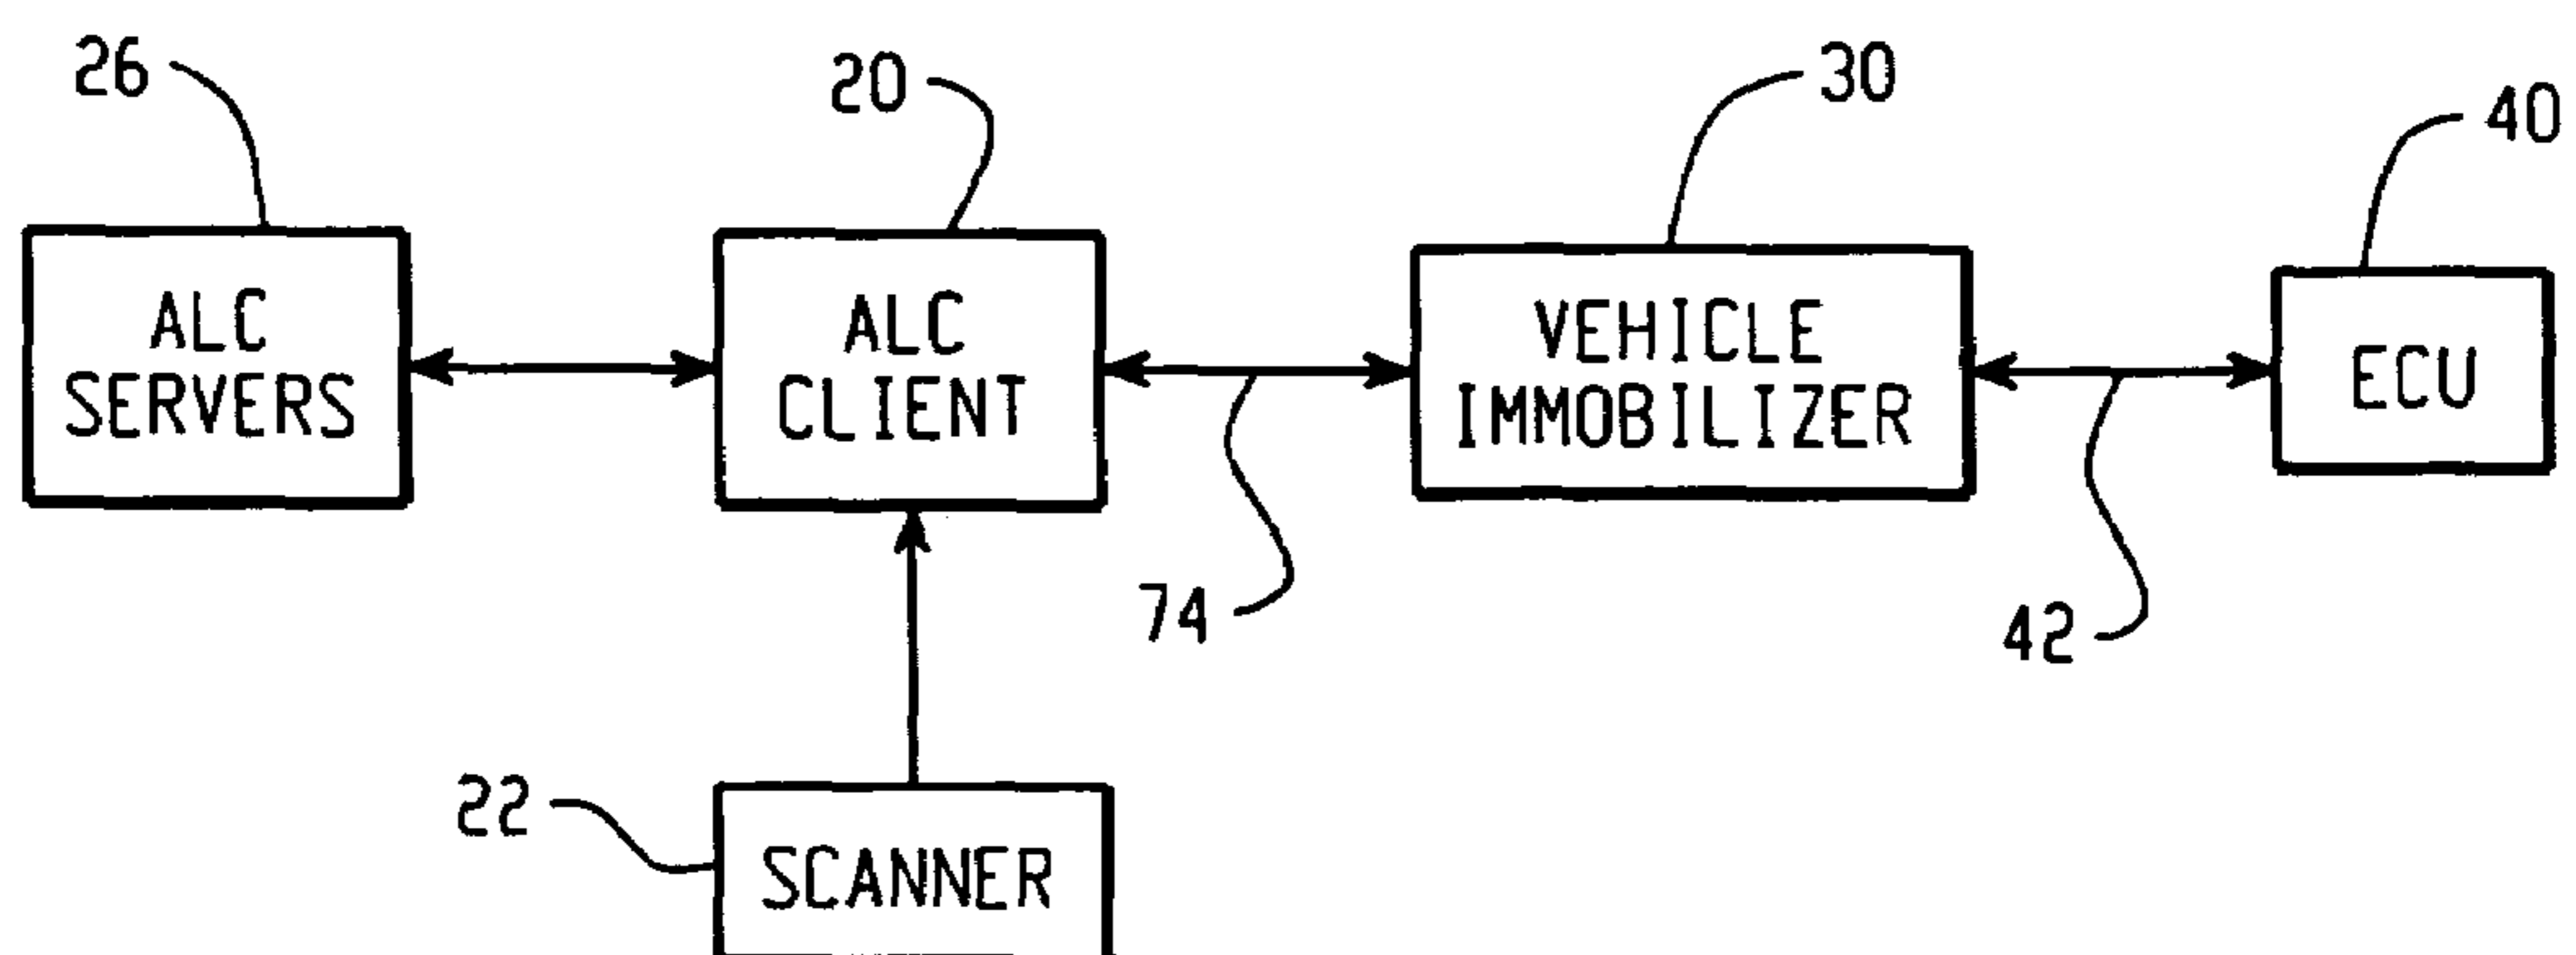 26
20
30
40
ALC
SERVERS
ALC
CLIENT
VEHICLE
IMMOBILIZER
ECU
74
42
22
SCANNER